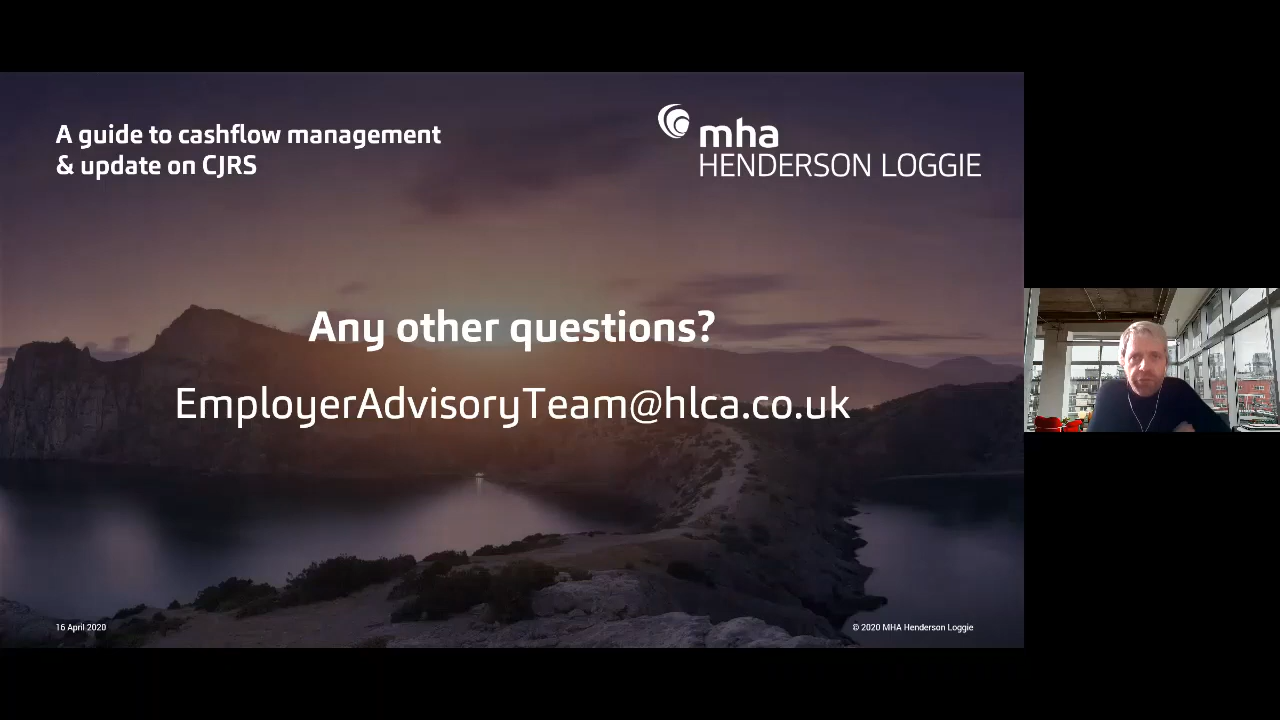 A guide to cashflow management
& update on CJRS
mha
HENDERSON LOGGIE
Any other questions?
EmployerAdvisoryTeam@hlca.co.uk
16 April 2020
© 2020 MHA Henderson Loggie